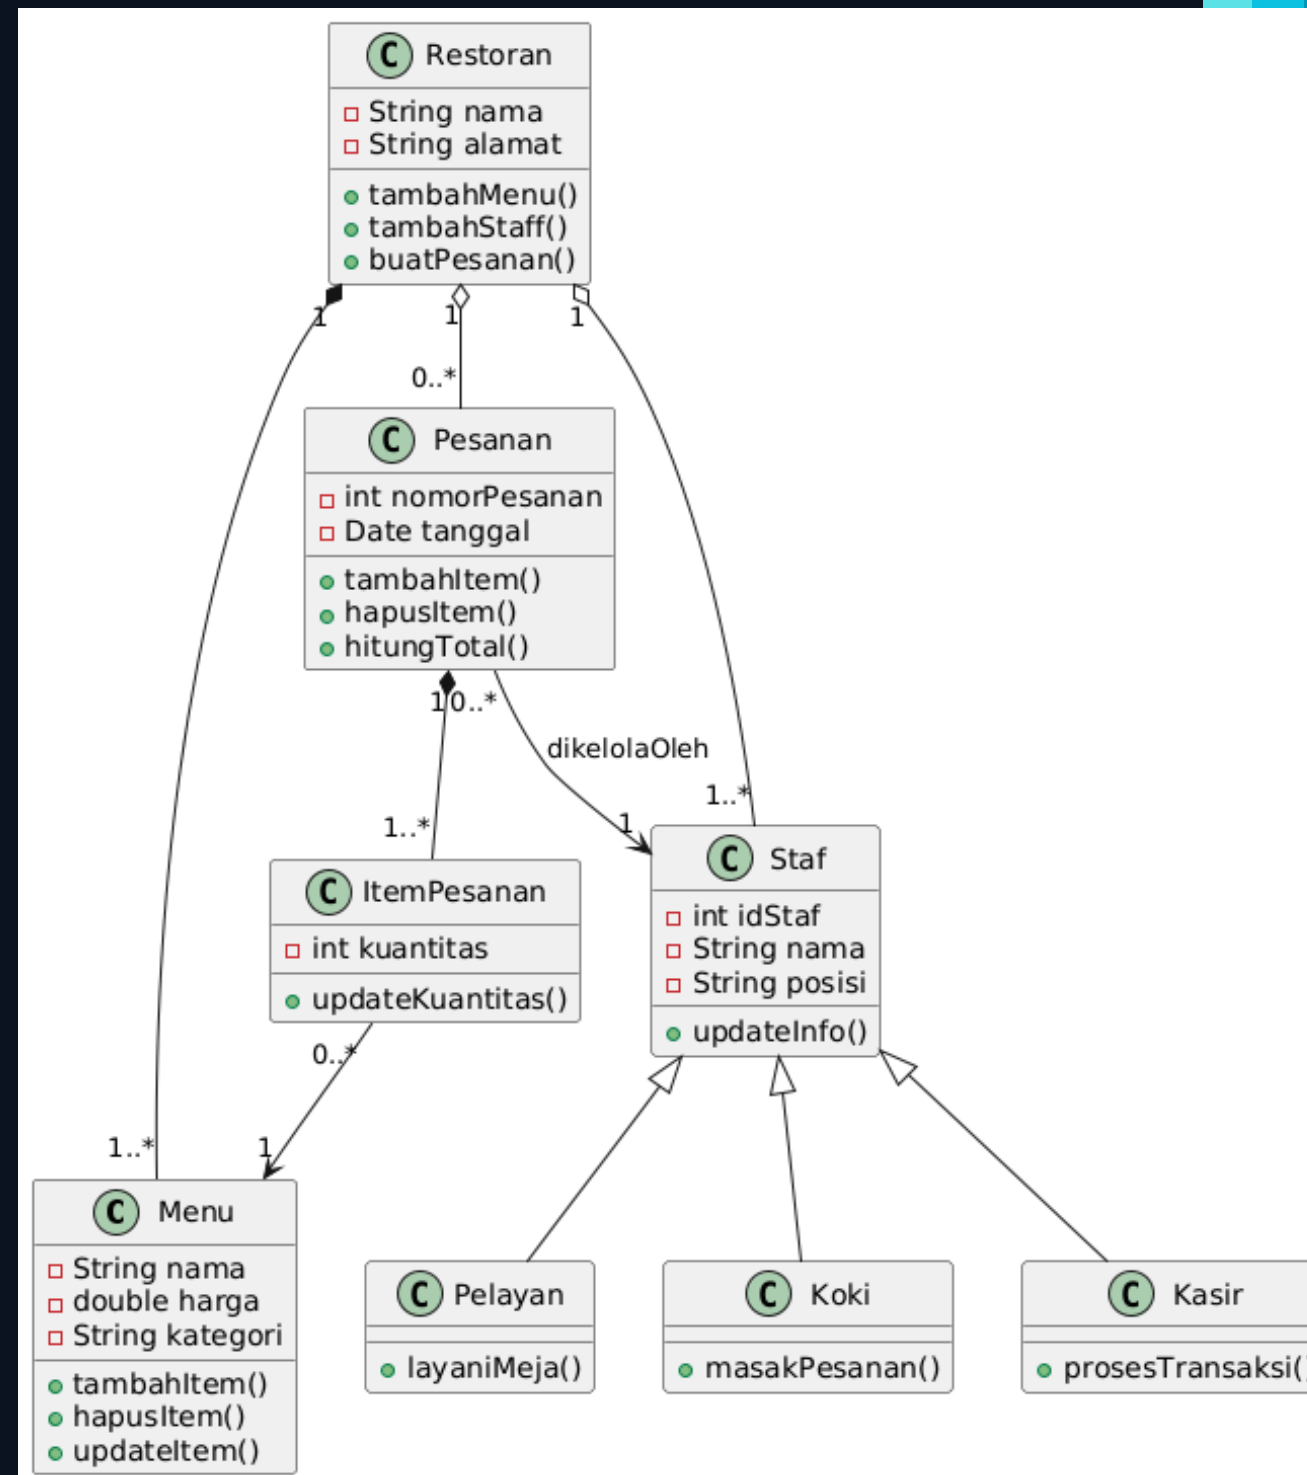 C Restoran
String nama
String alamat
tambahMenu()
tambahStaff()
buatPesanan()
1
1
1
0..*
C Pesanan
int nomorPesanan
Date tanggal
tambahItem()
hapusItem()
hitungTotal()
1
0..*
dikelolaOleh
1..*
1..*
1
C ItemPesanan
int kuantitas
updateKuantitas()
C Staf
int idStaf
String nama
String posisi
updateInfo()
0..*
1..*
1
C Menu
String nama
double harga
String kategori
tambahItem()
hapusItem()
updateItem()
C Pelayan
layaniMeja()
C Koki
masakPesanan()
C Kasir
prosesTransaksi(